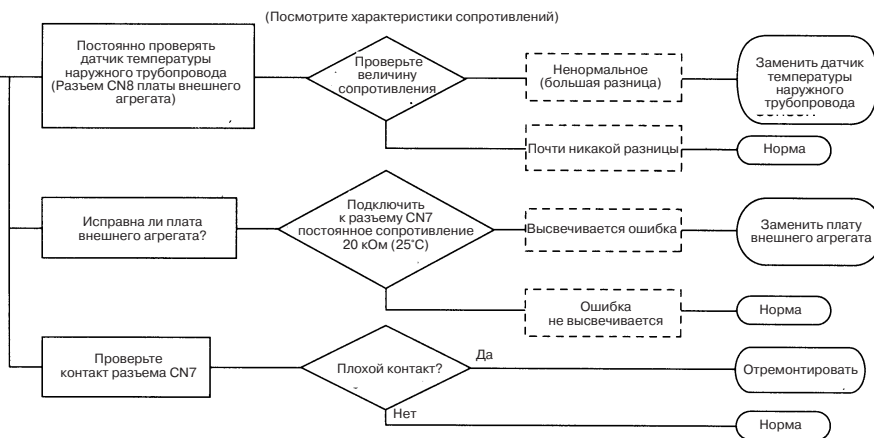 (Посмотрите характеристики сопротивлений)
Постоянно проверять
датчик температуры
наружного трубопровода
(Разъем CN8 платы внешнего
агрегата)
Проверьте
величину
сопротивления
Ненормальное
(большая разница)
Заменить датчик
температуры
наружного
трубопровода
Почти никакой разницы
Норма
Исправна ли плата
внешнего агрегата?
Подключить
к разъему CN7
постоянное сопротивление
20 кОм (25°C)
Высвечивается ошибка
Заменить плату
внешнего агрегата
Ошибка
не высвечивается
Норма
Проверьте
контакт разъема CN7
Плохой контакт?
Да
Отремонтировать
Нет
Норма